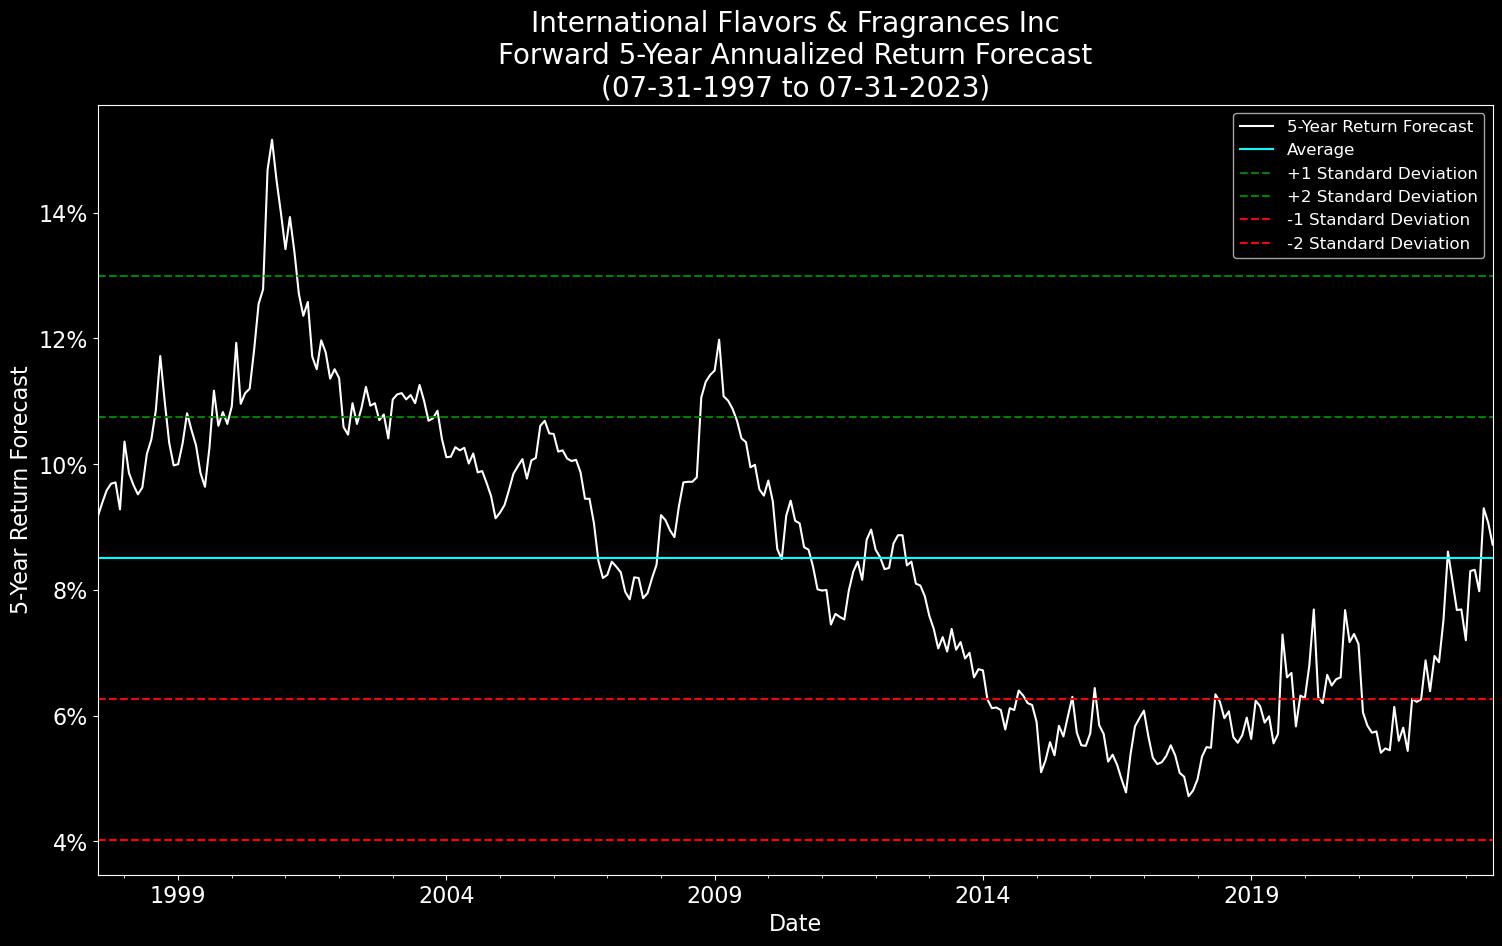 International Flavors & Fragrances Inc
Forward 5-Year Annualized Return Forecast
(07-31-1997 to 07-31-2023)
5-Year Return Forecast
Average
+1 Standard Deviation
+2 Standard Deviation
-1 Standard Deviation
-2 Standard Deviation
14%
12%
10%
8%
6%
4%
5-Year Return Forecast
1999
2004
2009
2014
2019
Date